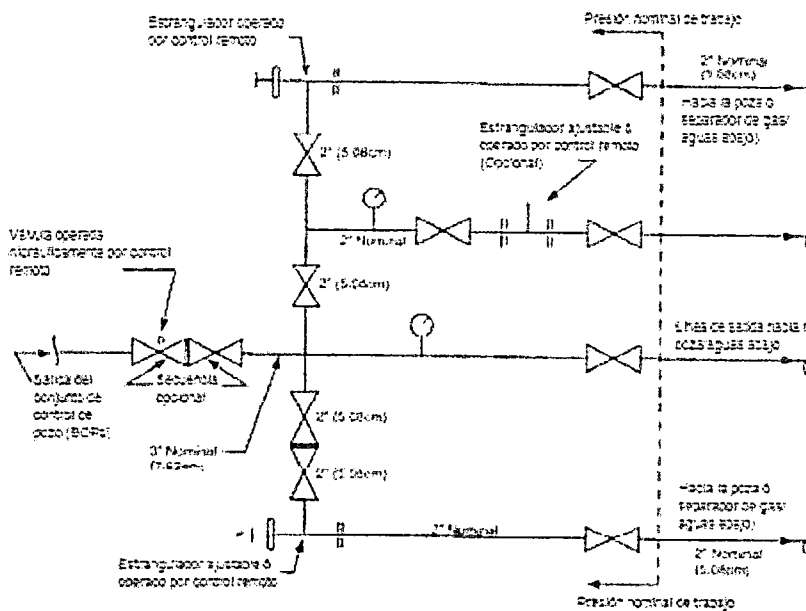 Estrangulador operado
por control remoto
Presión nominal de trabajo
2" Nominal
(5.08cm)
Hacia la poza ó
separador de gas/
aguas abajo)
Estrangulador ajustable ó
operado por control remoto
(Opcional)
2" (5.08cm)
Válvula operada
hidráulicamente por control
remoto
2" Nominal
2" (5.08cm)
Línea de salida hacia
poza/aguas abajo
Salida del
conjunto de
control de
pozo (BOPs)
Secuencia
opcional
3" Nominal
(7.62cm)
2" (5.08cm)
2" (5.08cm)
Hacia la poza ó
separador de gas/
aguas abajo)
2" Nominal
2" Nominal
(5.08cm)
Estrangulador ajustable ó
operado por control remoto
Presión nominal de trabajo